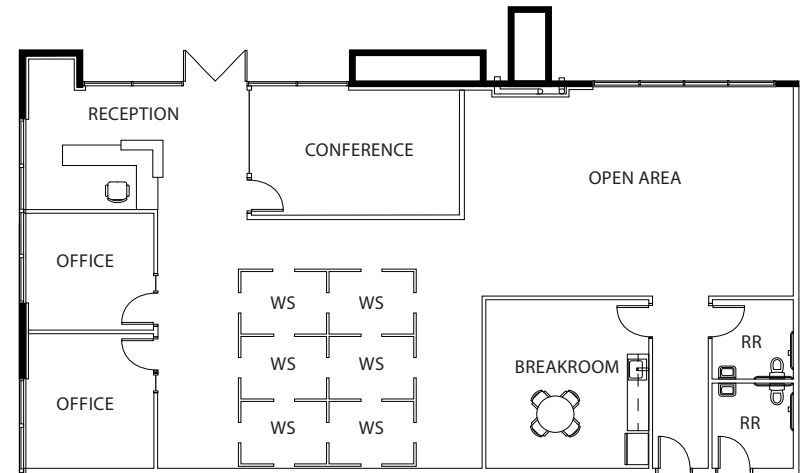 RECEPTION
CONFERENCE
OPEN AREA
OFFICE
WS
WS
WS
WS
BREAKROOM
RR
OFFICE
WS
WS
RR